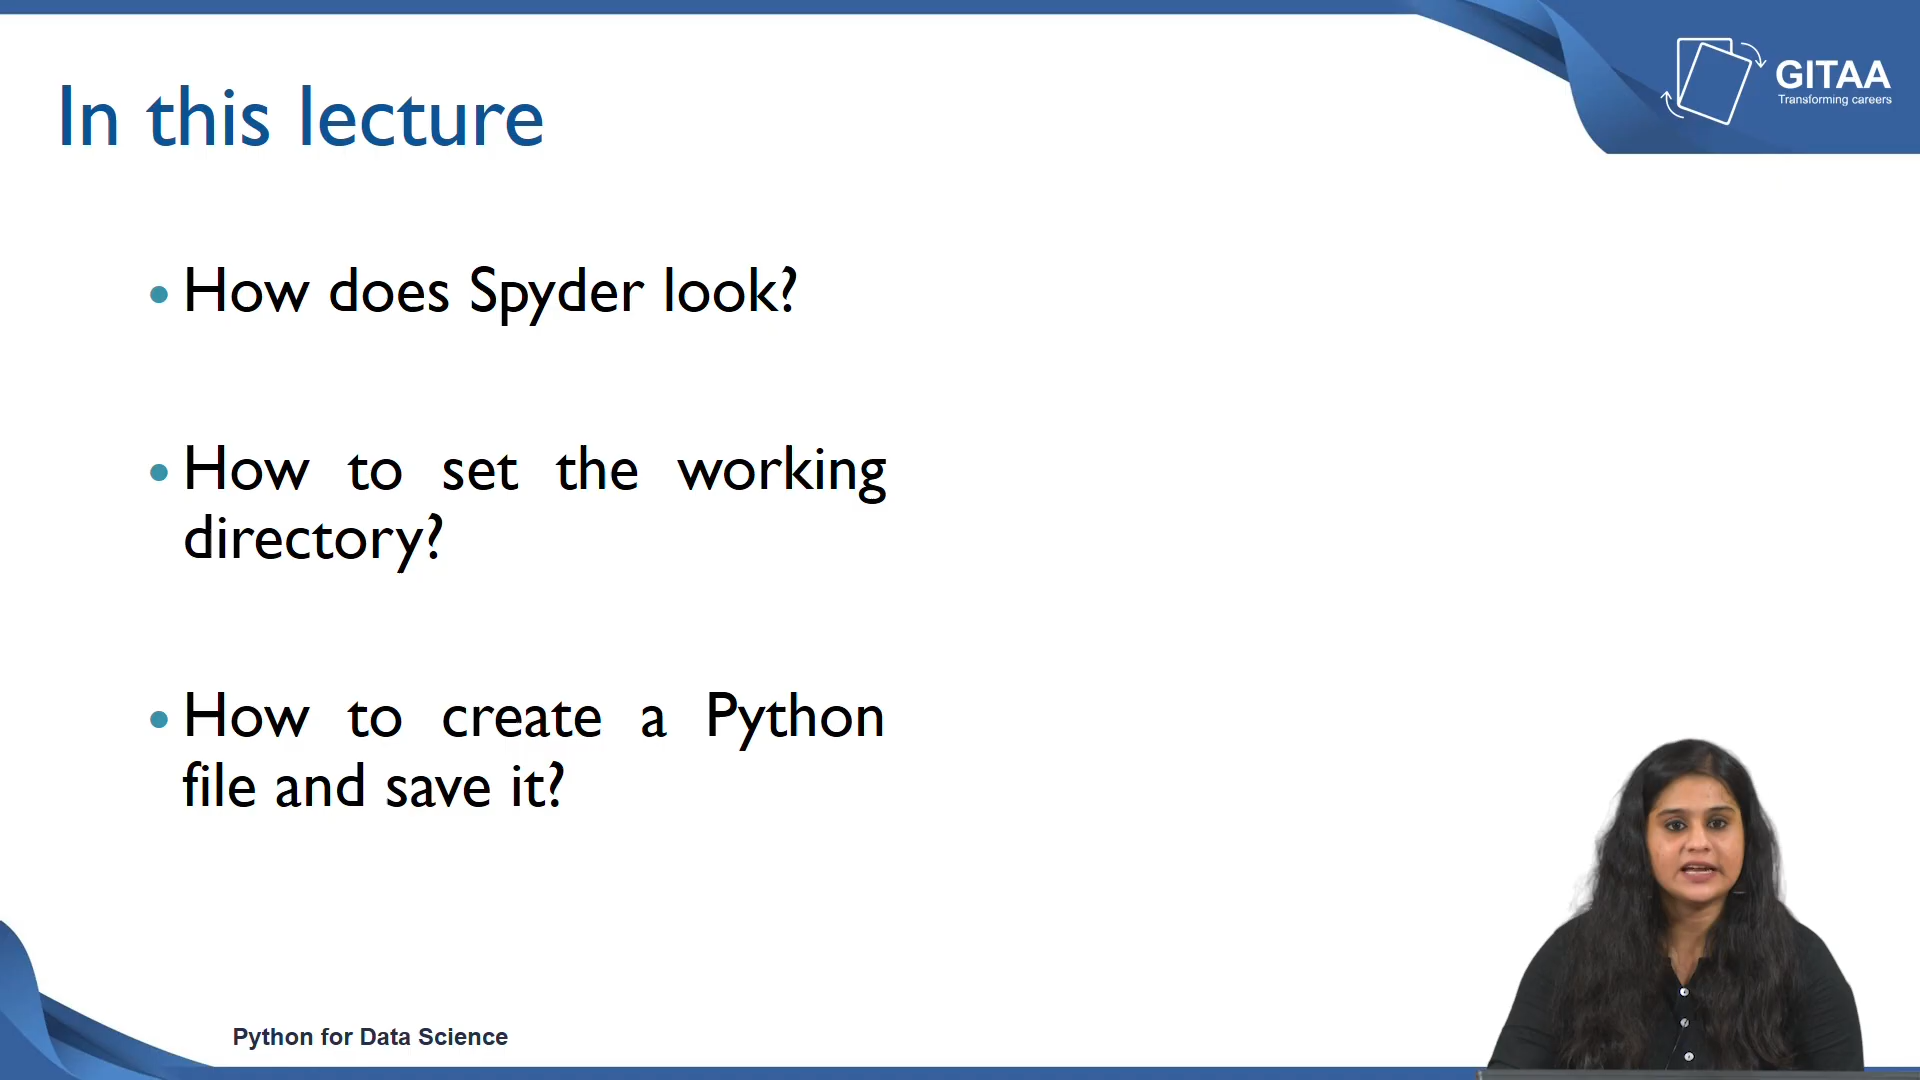 GITAA
Transforming careers
In this lecture
• How does Spyder look?
• How to set the working
directory?
• How to create a Python
file and save it?
Python for Data Science